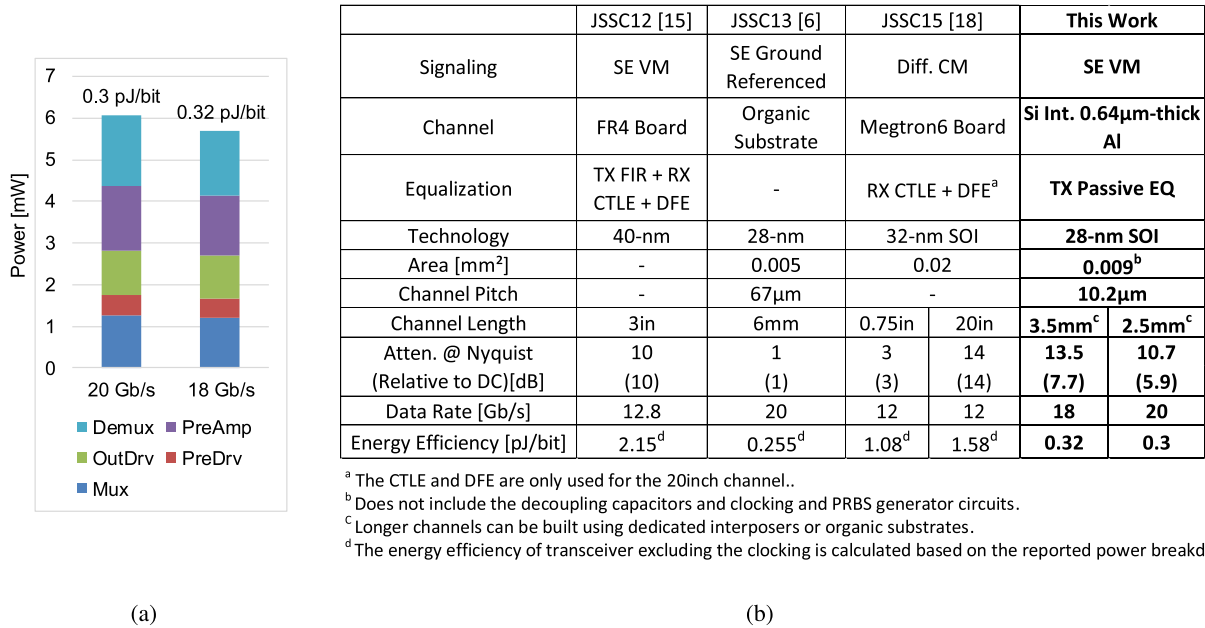 (a)
7
6
5
4
3
2
1
0
Power [mW]
0.3 pJ/bit
0.32 pJ/bit
20 Gb/s 18 Gb/s
Demux PreAmp
OutDrv PreDrv
Mux
JSSC12 [15] JSSC13 [6] JSSC15 [18] This Work
Signaling SE VM SE Ground Referenced Diff. CM SE VM
Channel FR4 Board Organic Substrate Megtron6 Board Si Int. 0.64µm-thick Al
Equalization TX FIR + RX CTLE + DFE - RX CTLE + DFEᵃ TX Passive EQ
Technology 40-nm 28-nm 32-nm SOI 28-nm SOI
Area [mm²] - 0.005 0.02 0.009ᵇ
Channel Pitch - 67µm - 10.2µm
Channel Length 3in 6mm 0.75in 20in 3.5mmᶜ 2.5mmᶜ
Atten. @ Nyquist 10 1 3 14 13.5 10.7
(Relative to DC)[dB] (10) (1) (3) (14) (7.7) (5.9)
Data Rate [Gb/s] 12.8 20 12 12 18 20
Energy Efficiency [pJ/bit] 2.15ᵈ 0.255ᵈ 1.08ᵈ 1.58ᵈ 0.32 0.3
ᵃ The CTLE and DFE are only used for the 20inch channel..
ᵇ Does not include the decoupling capacitors and clocking and PRBS generator circuits.
ᶜ Longer channels can be built using dedicated interposers or organic substrates.
ᵈ The energy efficiency of transceiver excluding the clocking is calculated based on the reported power breakd
(a)
(b)